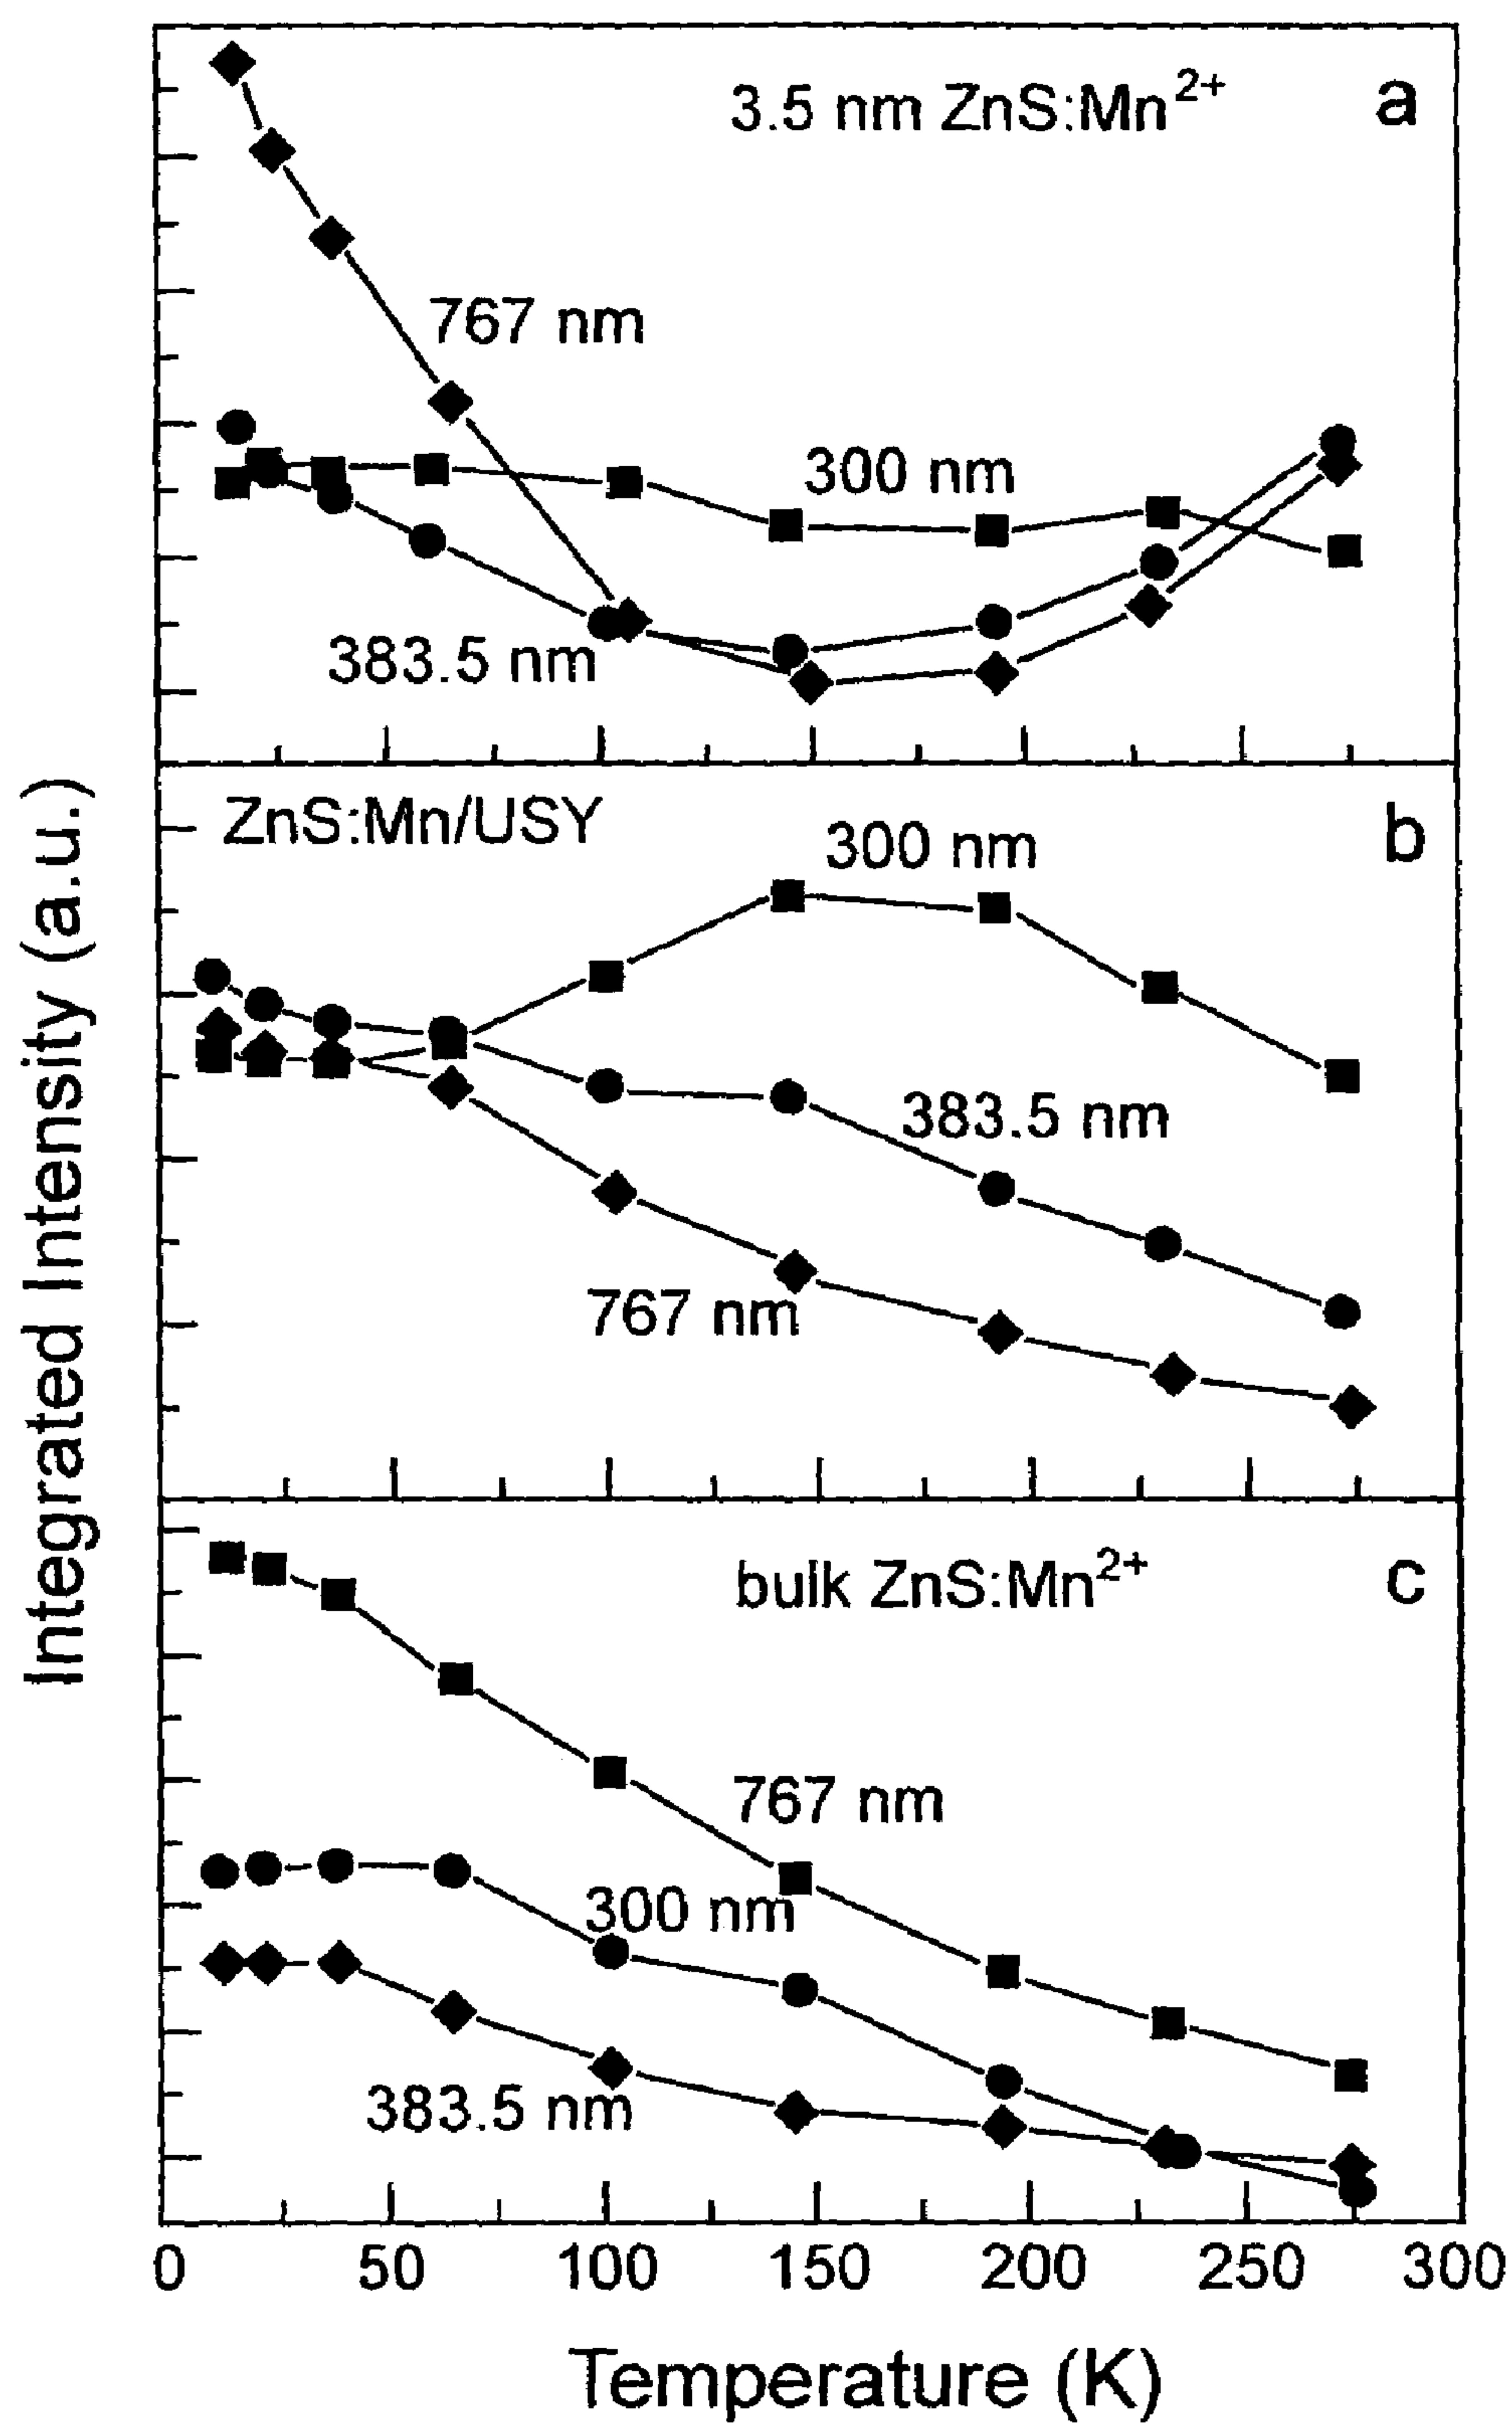 3.5 nm ZnS:Mn²⁺
a
767 nm
300 nm
383.5 nm
ZnS:Mn/USY
b
300 nm
383.5 nm
767 nm
bulk ZnS:Mn²⁺
c
767 nm
300 nm
383.5 nm
Integrated Intensity (a.u.)
0 50 100 150 200 250 300
Temperature (K)